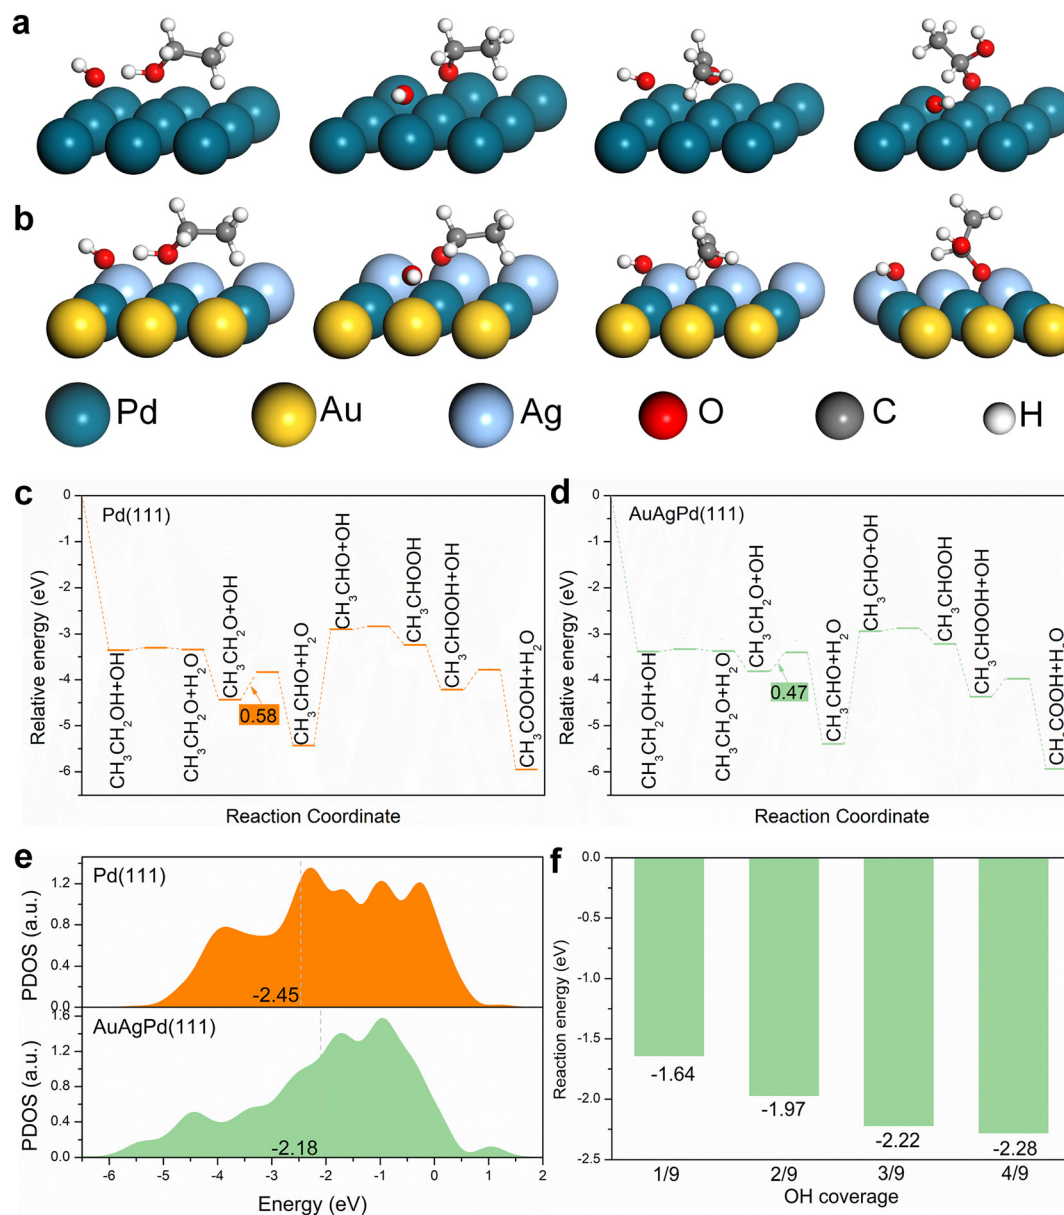 a
b
Pd
Au
Ag
O
C
H
c
Pd(111)
Relative energy (eV)
0
-1
-2
-3
-4
-5
-6
CH₃CH₂OH+OH
CH₃CH₂O+H₂O
CH₃CH₂O+OH
0.58
CH₃CHO+H₂O
CH₃CHO+OH
CH₃CHOOH
CH₃CHOOH+OH
CH₃COOH+H₂O
Reaction Coordinate
d
AuAgPd(111)
Relative energy (eV)
0
-1
-2
-3
-4
-5
-6
CH₃CH₂OH+OH
CH₃CH₂O+H₂O
CH₃CH₂O+OH
0.47
CH₃CHO+H₂O
CH₃CHO+OH
CH₃CHOOH
CH₃CHOOH+OH
CH₃COOH+H₂O
Reaction Coordinate
e
Pd(111)
PDOS (a.u.)
1.2
0.8
0.4
0.0
-2.45
AuAgPd(111)
PDOS (a.u.)
1.6
1.2
0.8
0.4
0.0
-2.18
-6 -5 -4 -3 -2 -1 0 1 2
Energy (eV)
f
Reaction energy (eV)
0.0
-0.5
-1.0
-1.5
-2.0
-2.5
-1.64
-1.97
-2.22
-2.28
1/9 2/9 3/9 4/9
OH coverage